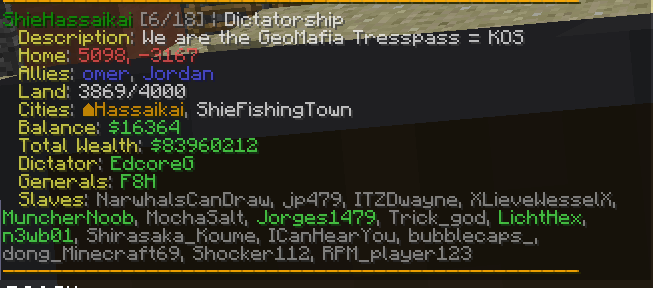 ShieHassaikai [6/18] | Dictatorship
Description: We are the GeoMafia Tresspass = KOS
Home: 5098, -3167
Allies: omer, Jordan
Land: 3869/4000
Cities: Hassaikai, ShieFishingTown
Balance: $16364
Total Wealth: $83960212
Dictator: EdcoreG
Generals: F8H
Slaves: NarwhalsCanDraw, jp479, ITZDwayne, XLieveWesselX,
MuncherNoob, MochaSalt, Jorges1479, Trick_god, LichtHex,
n3wb01, Shirasaka_Koume, ICanHearYou, bubblecaps_,
dong_Minecraft69, Shocker112, RPM_player123